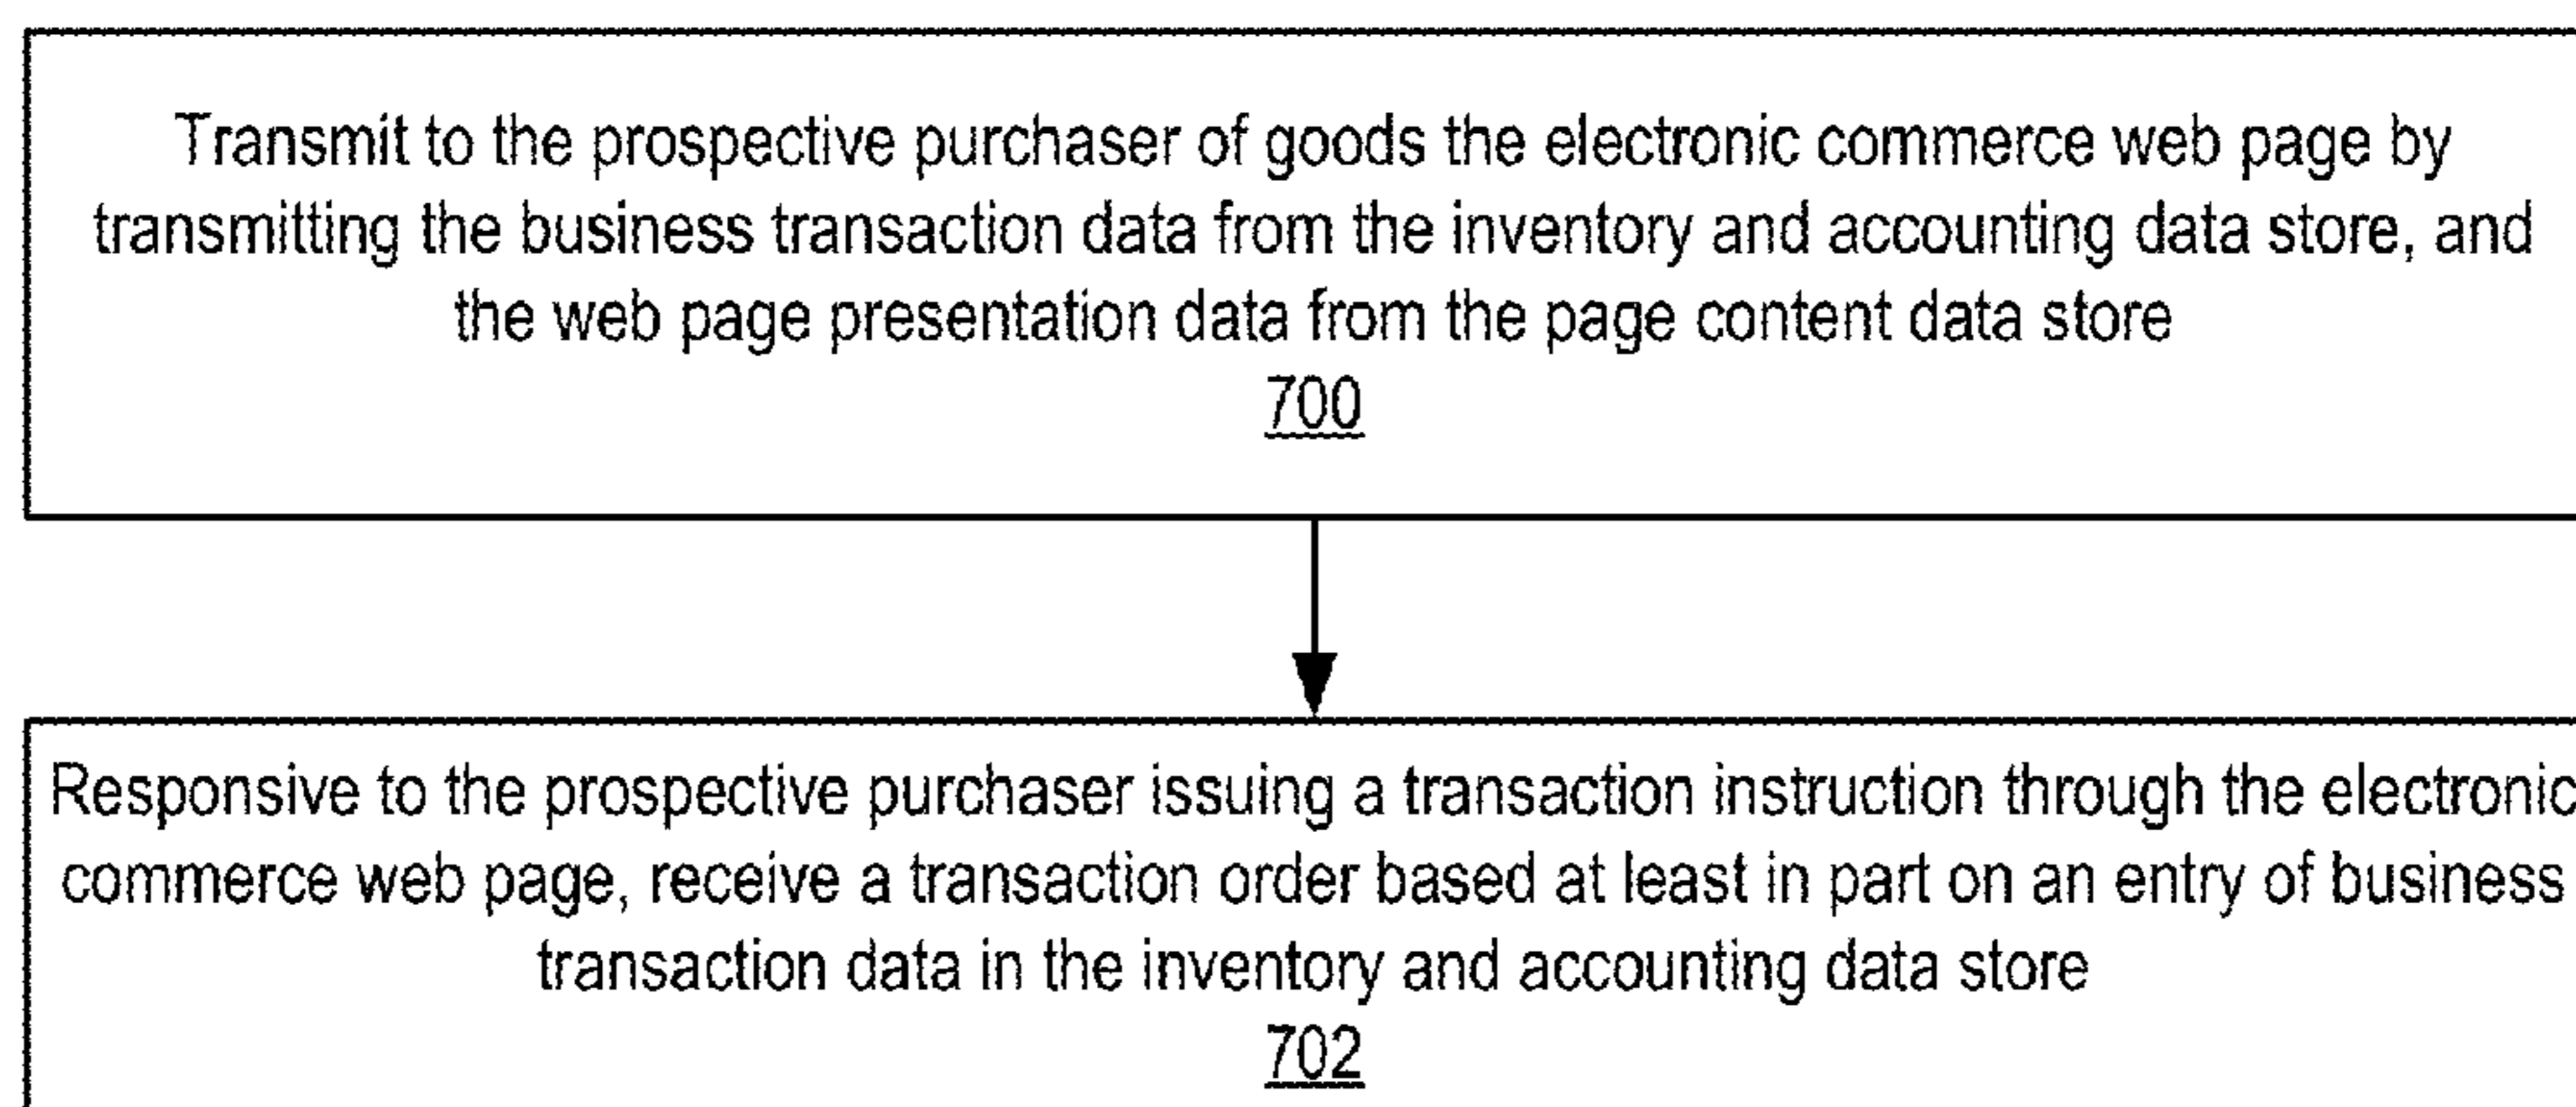 Transmit to the prospective purchaser of goods the electronic commerce web page by
transmitting the business transaction data from the inventory and accounting data store, and
the web page presentation data from the page content data store
700
Responsive to the prospective purchaser issuing a transaction instruction through the electronic
commerce web page, receive a transaction order based at least in part on an entry of business
transaction data in the inventory and accounting data store
702